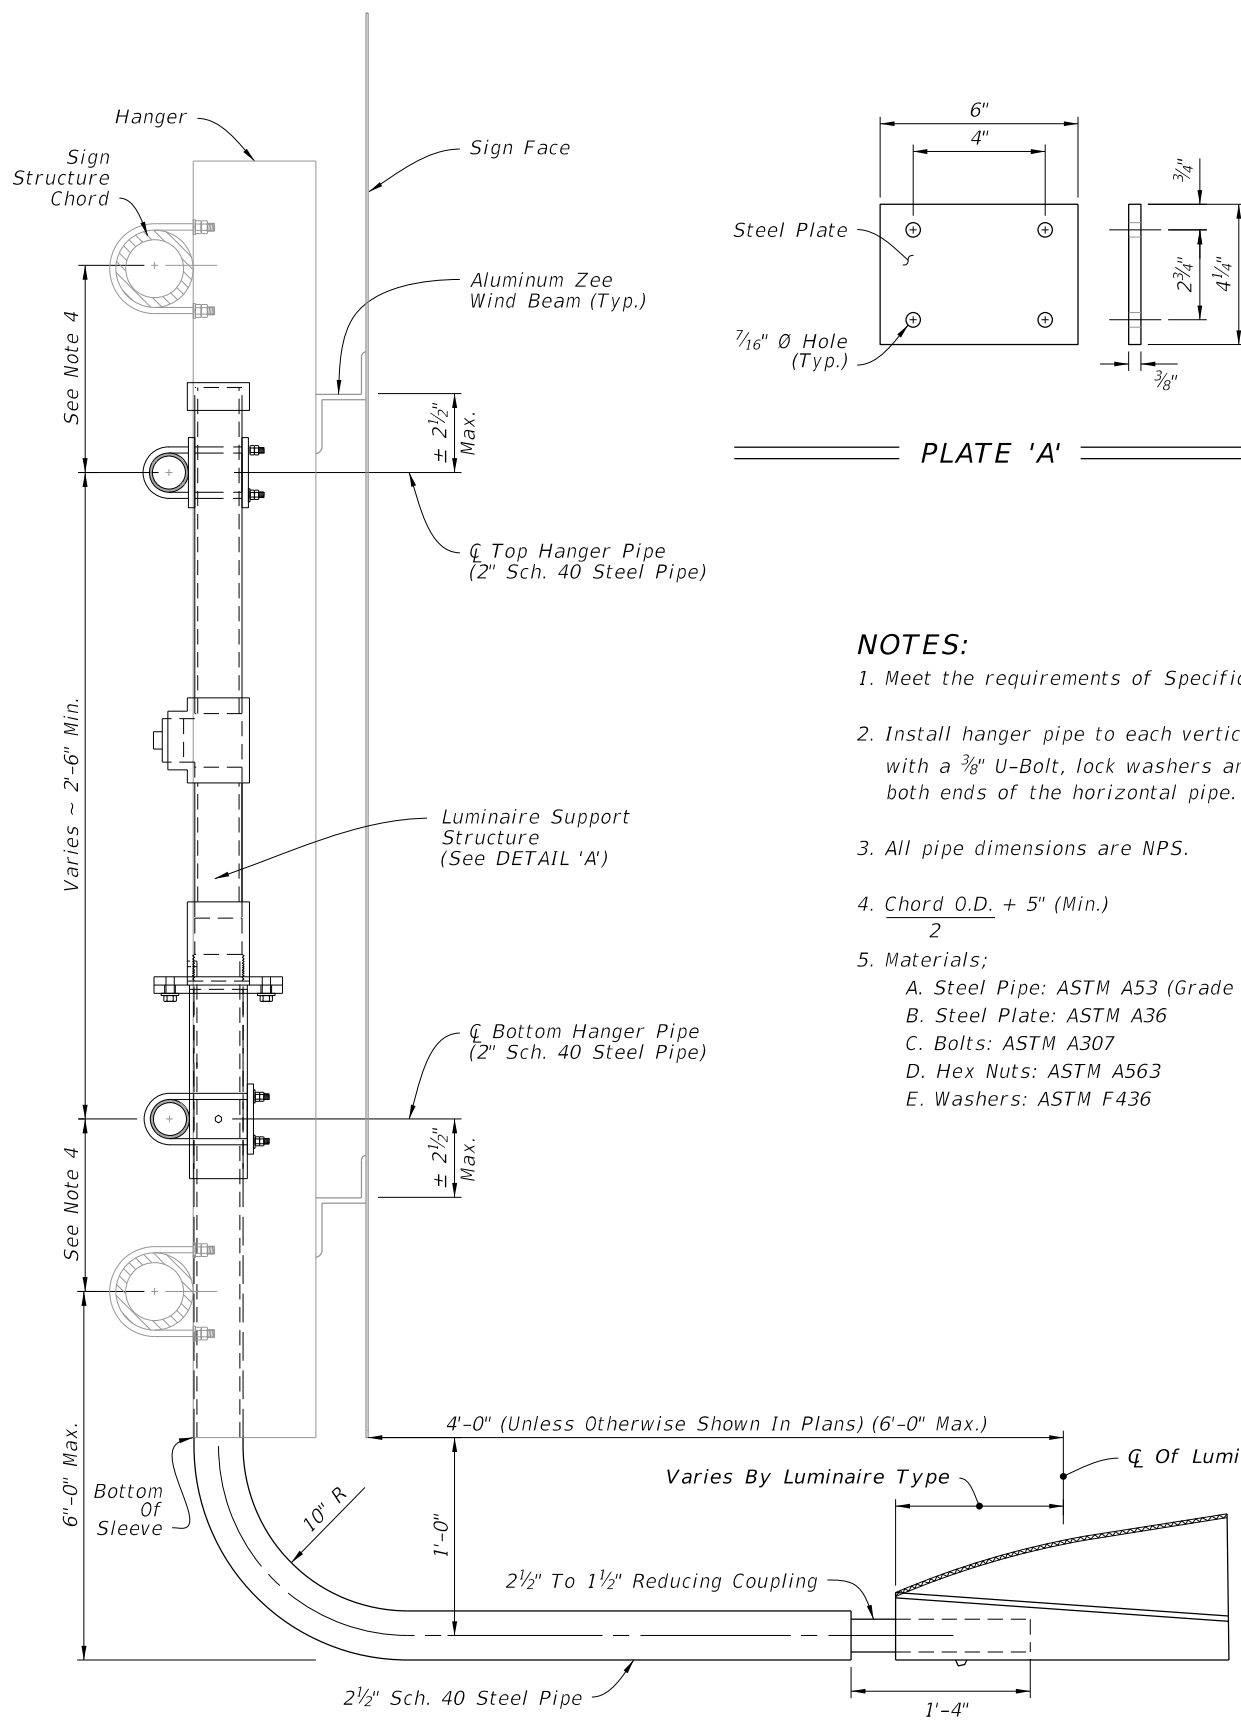 Hanger
Sign
Structure
Chord
Sign Face
Aluminum Zee
Wind Beam (Typ.)
See Note 4
± 2½"
Max.
℄ Top Hanger Pipe
(2" Sch. 40 Steel Pipe)
Varies ~ 2'-6" Min.
Luminaire Support
Structure
(See DETAIL 'A')
℄ Bottom Hanger Pipe
(2" Sch. 40 Steel Pipe)
± 2½"
Max.
See Note 4
6"-0" Max.
Bottom
Of
Sleeve
10" R
1'-0"
4'-0" (Unless Otherwise Shown In Plans) (6'-0" Max.)
Varies By Luminaire Type
℄ Of Lumi
2½" To 1½" Reducing Coupling
2½" Sch. 40 Steel Pipe
1'-4"
6"
4"
Steel Plate
7/16" Ø Hole
(Typ.)
¾"
2¾"
4¼"
⅜"
PLATE 'A'
NOTES:
1. Meet the requirements of Specific
2. Install hanger pipe to each vertic
with a ⅜" U-Bolt, lock washers an
both ends of the horizontal pipe.
3. All pipe dimensions are NPS.
4. Chord O.D. + 5" (Min.)
2
5. Materials;
A. Steel Pipe: ASTM A53 (Grade
B. Steel Plate: ASTM A36
C. Bolts: ASTM A307
D. Hex Nuts: ASTM A563
E. Washers: ASTM F436